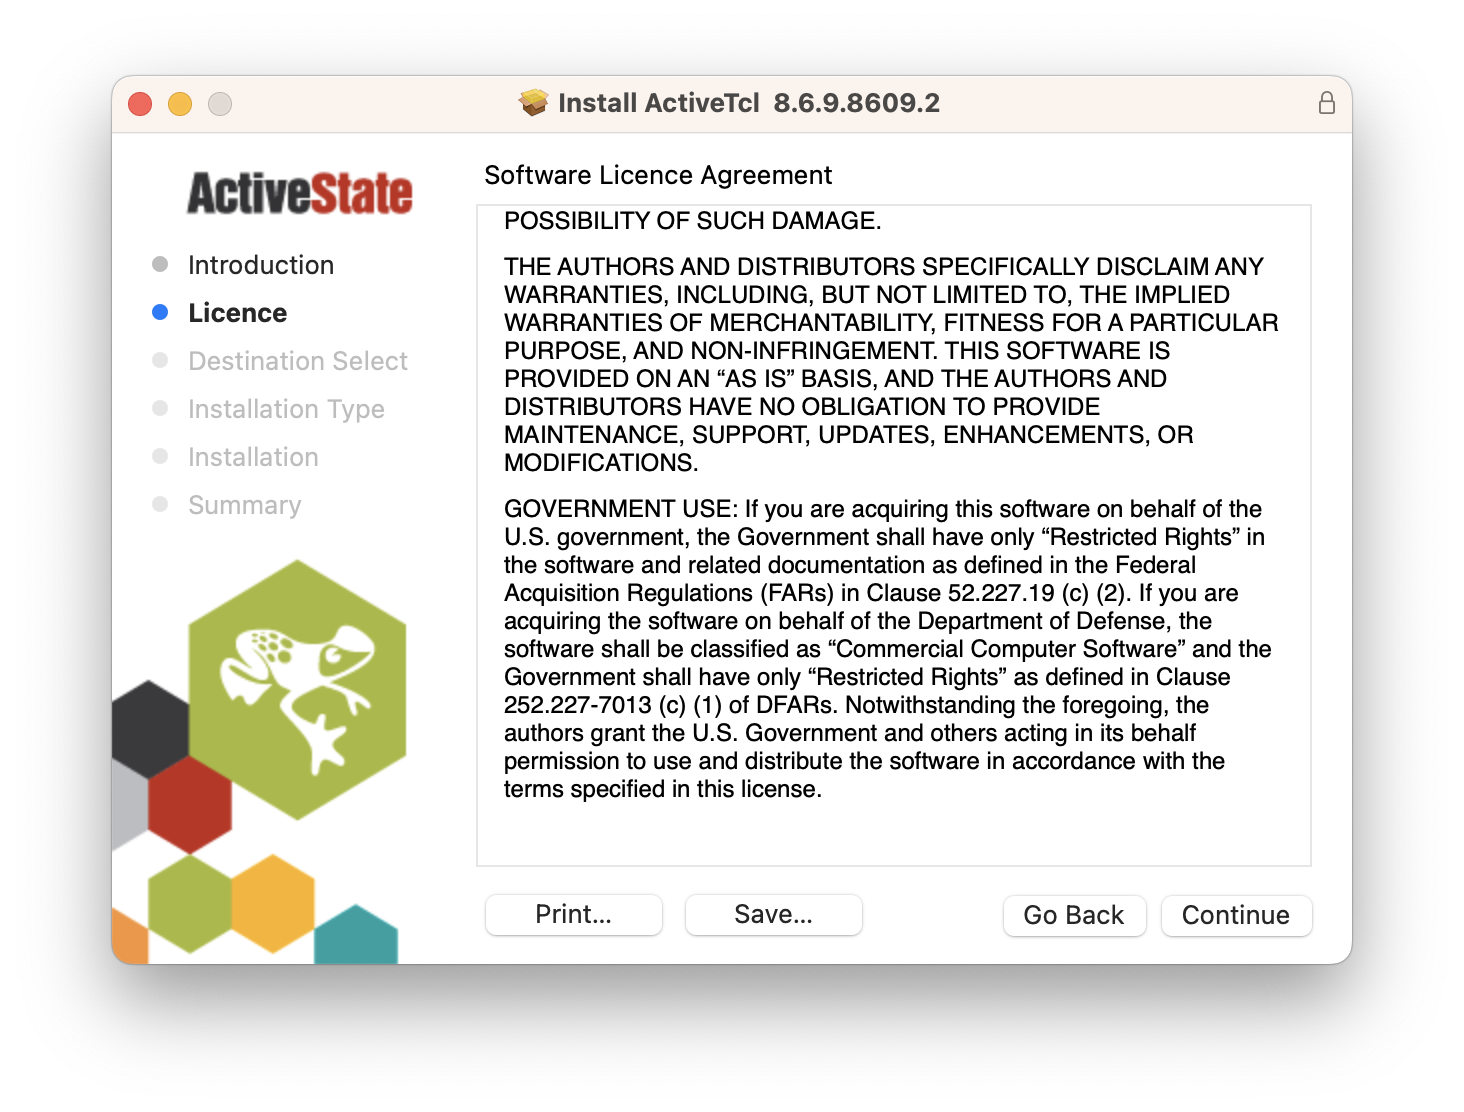 Install ActiveTcl 8.6.9.8609.2
ActiveState
Introduction
Licence
Destination Select
Installation Type
Installation
Summary
Software Licence Agreement
POSSIBILITY OF SUCH DAMAGE.
THE AUTHORS AND DISTRIBUTORS SPECIFICALLY DISCLAIM ANY
WARRANTIES, INCLUDING, BUT NOT LIMITED TO, THE IMPLIED
WARRANTIES OF MERCHANTABILITY, FITNESS FOR A PARTICULAR
PURPOSE, AND NON-INFRINGEMENT. THIS SOFTWARE IS
PROVIDED ON AN “AS IS” BASIS, AND THE AUTHORS AND
DISTRIBUTORS HAVE NO OBLIGATION TO PROVIDE
MAINTENANCE, SUPPORT, UPDATES, ENHANCEMENTS, OR
MODIFICATIONS.
GOVERNMENT USE: If you are acquiring this software on behalf of the
U.S. government, the Government shall have only “Restricted Rights” in
the software and related documentation as defined in the Federal
Acquisition Regulations (FARs) in Clause 52.227.19 (c) (2). If you are
acquiring the software on behalf of the Department of Defense, the
software shall be classified as “Commercial Computer Software” and the
Government shall have only “Restricted Rights” as defined in Clause
252.227-7013 (c) (1) of DFARs. Notwithstanding the foregoing, the
authors grant the U.S. Government and others acting in its behalf
permission to use and distribute the software in accordance with the
terms specified in this license.
Print...
Save...
Go Back
Continue